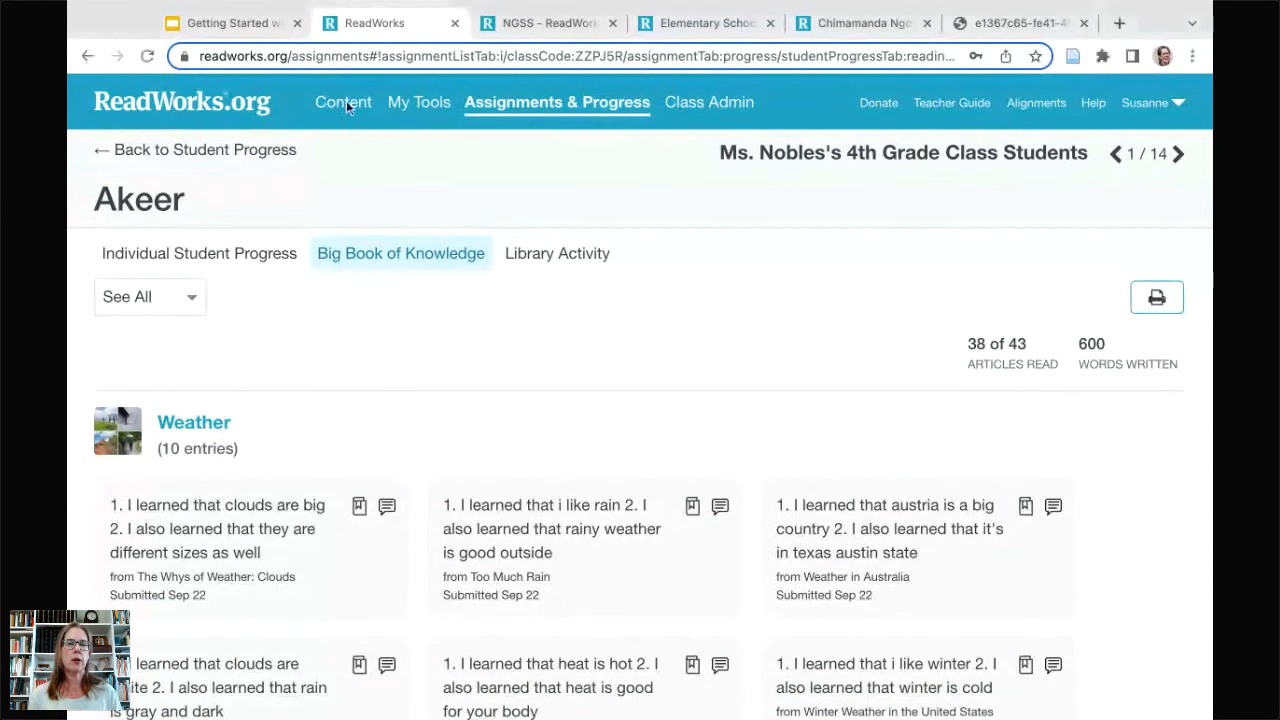 Getting Started w
ReadWorks
NGSS - ReadWork
Elementary Schoo
Chimamanda Ngo
e1367c65-fe41-4
readworks.org/assignments#!assignmentListTab:i/classCode:ZZPJ5R/assignmentTab:progress/studentProgressTab:readin...
ReadWorks.org
Content
My Tools
Assignments & Progress
Class Admin
Donate
Teacher Guide
Alignments
Help
Susanne
← Back to Student Progress
Ms. Nobles's 4th Grade Class Students
1 / 14
Akeer
Individual Student Progress
Big Book of Knowledge
Library Activity
See All
38 of 43
ARTICLES READ
600
WORDS WRITTEN
Weather
(10 entries)
1. I learned that clouds are big
2. I also learned that they are
different sizes as well
from The Whys of Weather: Clouds
Submitted Sep 22
1. I learned that i like rain 2. I
also learned that rainy weather
is good outside
from Too Much Rain
Submitted Sep 22
1. I learned that austria is a big
country 2. I also learned that it's
in texas austin state
from Weather in Australia
Submitted Sep 22
learned that clouds are
ite 2. I also learned that rain
is gray and dark
1. I learned that heat is hot 2. I
also learned that heat is good
for your body
1. I learned that i like winter 2. I
also learned that winter is cold
from Winter Weather in the United States